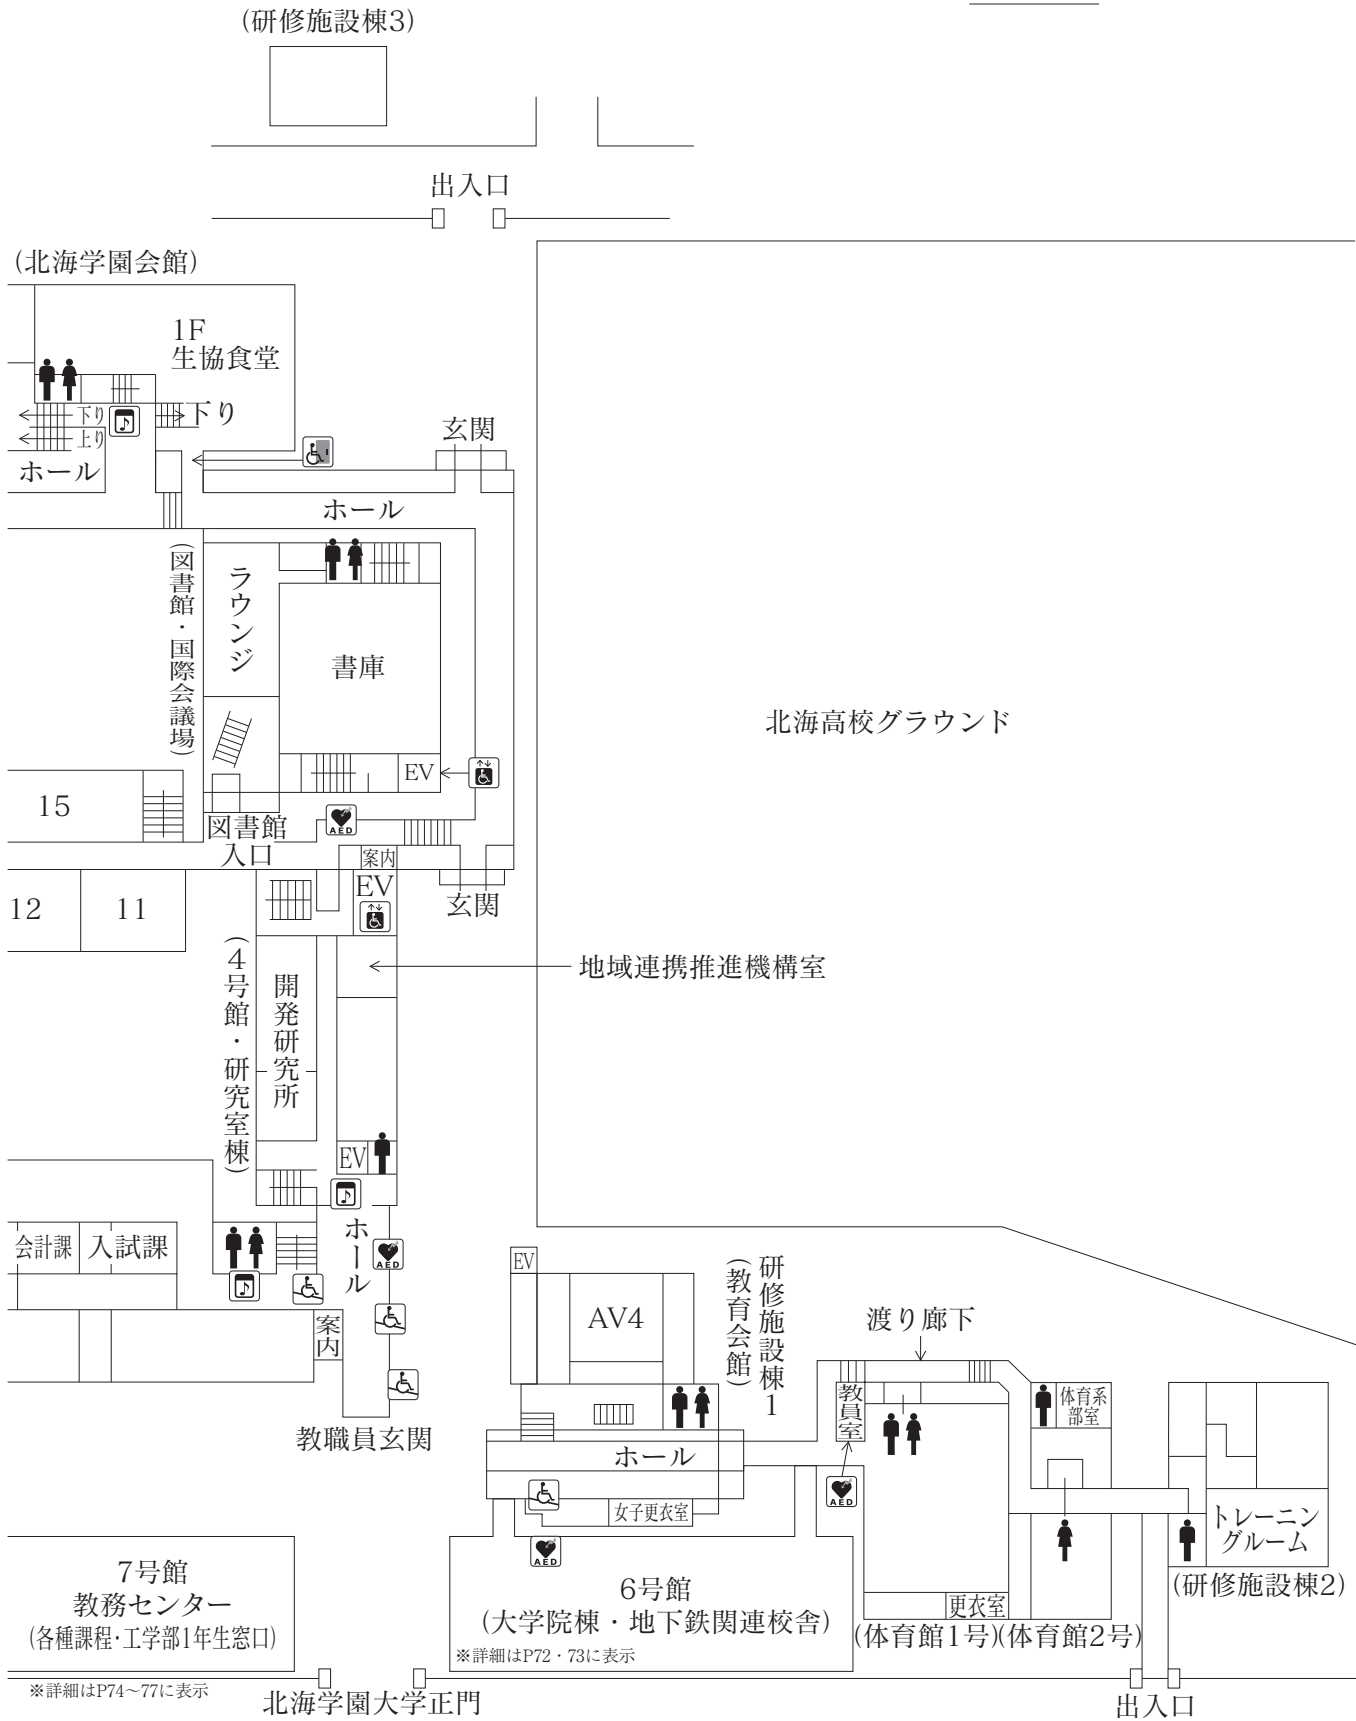 (研修施設棟3)
出入口
(北海学園会館)
1F
生協食堂
下り
下り
上り
ホール
玄関
ホール
(図書館・国際会議場)
ラウンジ
書庫
北海高校グラウンド
EV
15
AED
図書館
入口
案内
EV
玄関
12
11
地域連携推進機構室
(4号館・研究室棟)
開発研究所
EV
ホール
会計課
入試課
AED
EV
AV4
研修施設棟1
(教育会館)
渡り廊下
案内
教員室
体育系
部室
教職員玄関
ホール
AED
女子更衣室
トレーニン
グルーム
AED
7号館
教務センター
(各種課程・工学部1年生窓口)
6号館
(大学院棟・地下鉄関連校舎)
※詳細はP72・73に表示
更衣室
(体育館1号)
(体育館2号)
(研修施設棟2)
※詳細はP74～77に表示
北海学園大学正門
出入口